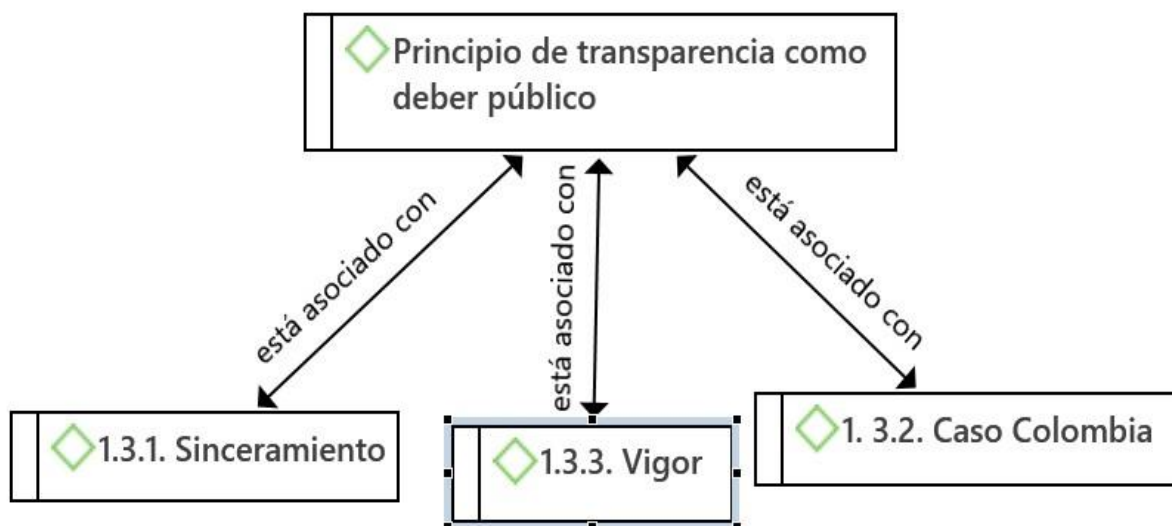 Principio de transparencia como
deber público
está asociado con
está asociado con
está asociado con
1.3.1. Sinceramiento
1.3.3. Vigor
1. 3.2. Caso Colombia